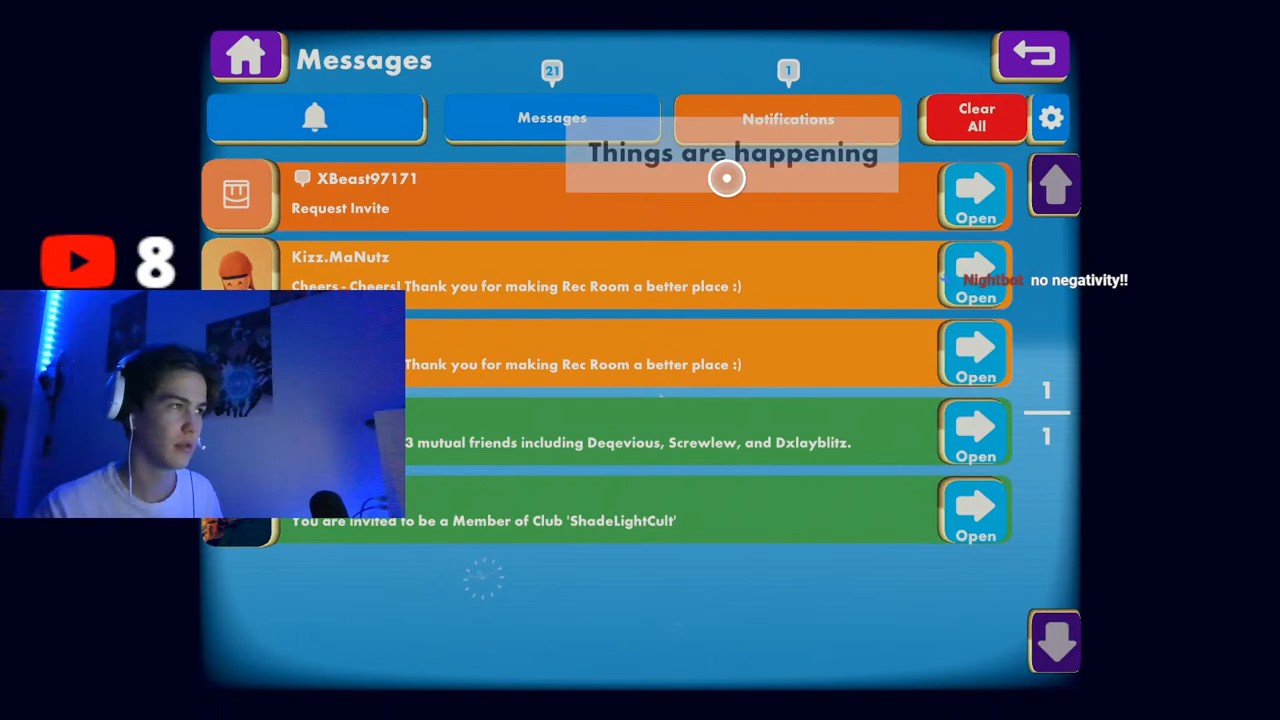 Messages
21
1
Messages
Notifications
Clear
All
Things are happening
XBeast97171
Request Invite
Open
Kizz.MaNutz
Cheers - Cheers! Thank you for making Rec Room a better place :)
Open
Nightbot no negativity!!
8
Thank you for making Rec Room a better place :)
Open
1
1
3 mutual friends including Deqevious, Screwlew, and Dxlayblitz.
Open
You are invited to be a Member of Club 'ShadeLightCult'
Open